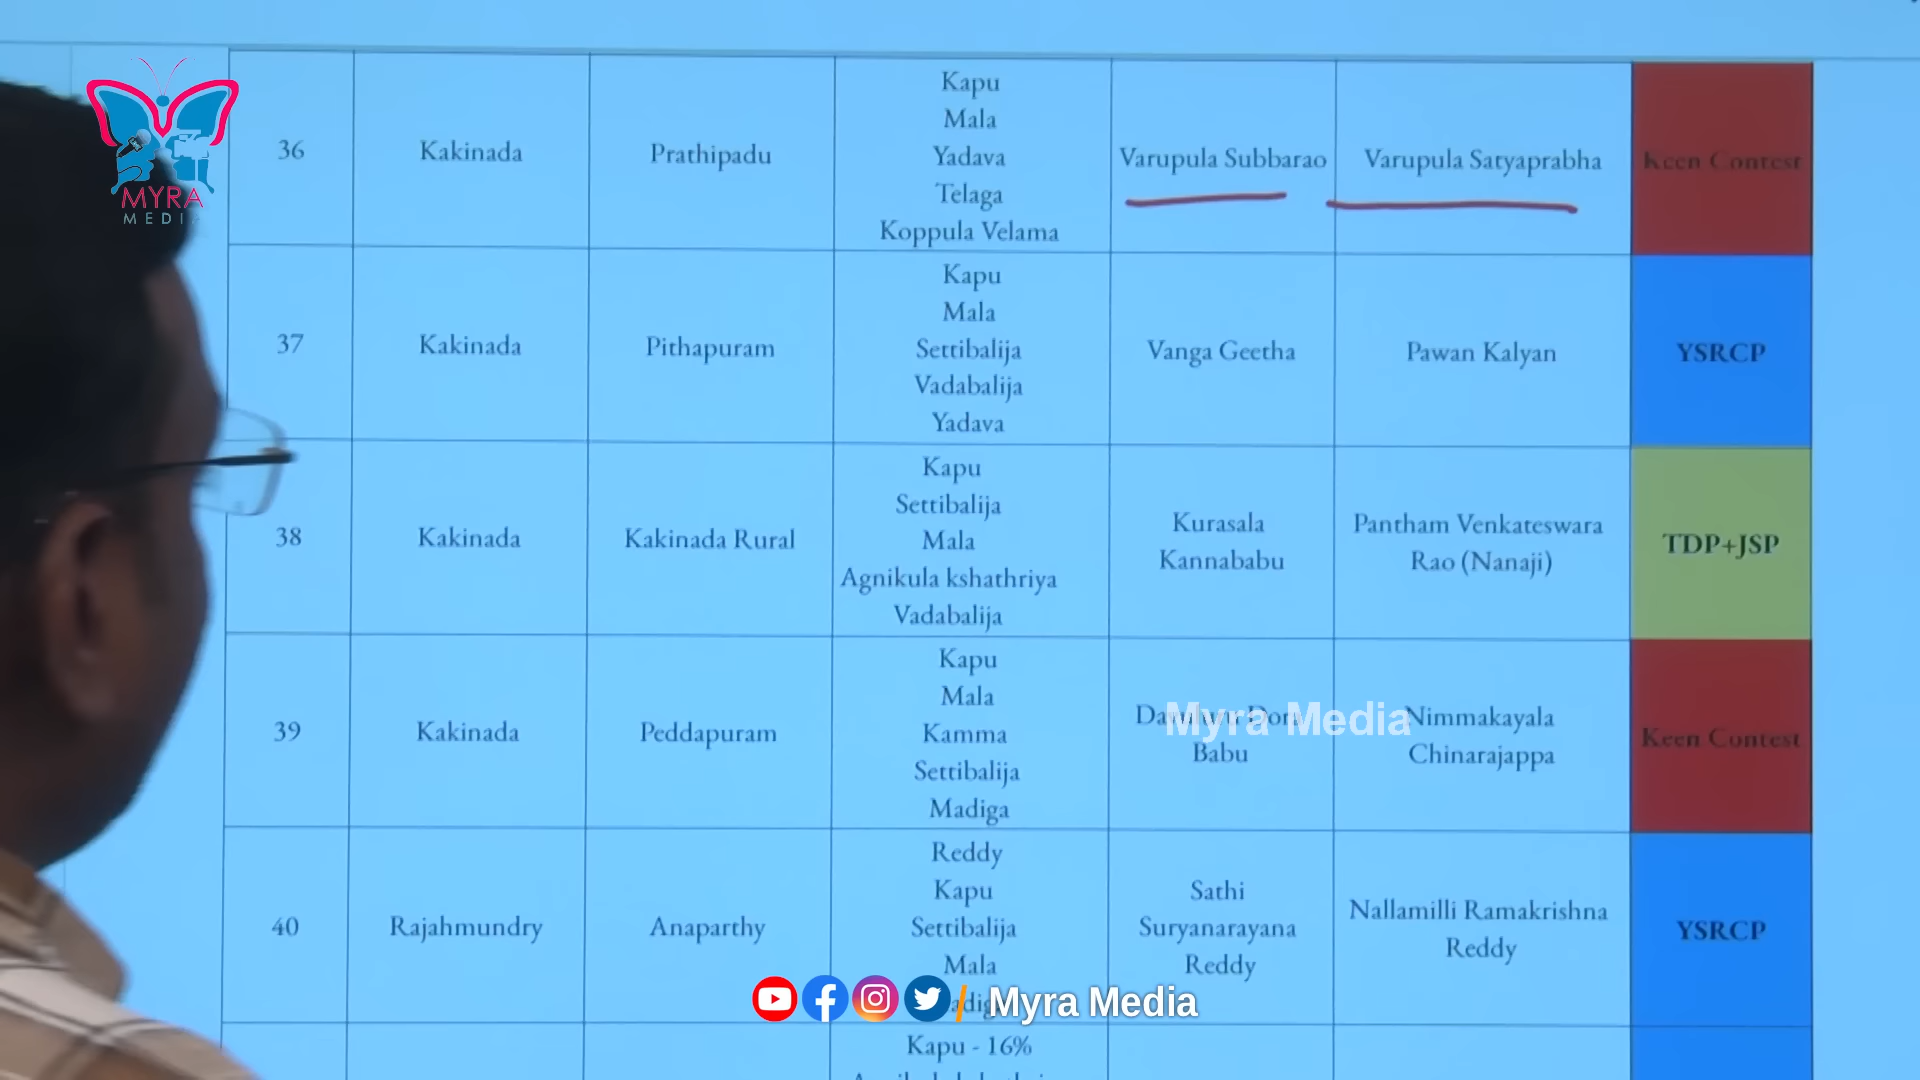 MYRA
MEDIA
36
Kakinada
Prathipadu
Kapu
Mala
Yadava
Telaga
Koppula Velama
Varupula Subbarao
Varupula Satyaprabha
Keen Contest
37
Kakinada
Pithapuram
Kapu
Mala
Settibalija
Vadabalija
Yadava
Vanga Geetha
Pawan Kalyan
YSRCP
38
Kakinada
Kakinada Rural
Kapu
Settibalija
Mala
Agnikula kshathriya
Vadabalija
Kurasala
Kannababu
Pantham Venkateswara
Rao (Nanaji)
TDP+JSP
39
Kakinada
Peddapuram
Kapu
Mala
Kamma
Settibalija
Madiga
Babu
Myra Media
Nimmakayala
Chinarajappa
Keen Contest
40
Rajahmundry
Anaparthy
Reddy
Kapu
Settibalija
Mala
Sathi
Suryanarayana
Reddy
Nallamilli Ramakrishna
Reddy
YSRCP
/ Myra Media
Kapu - 16%